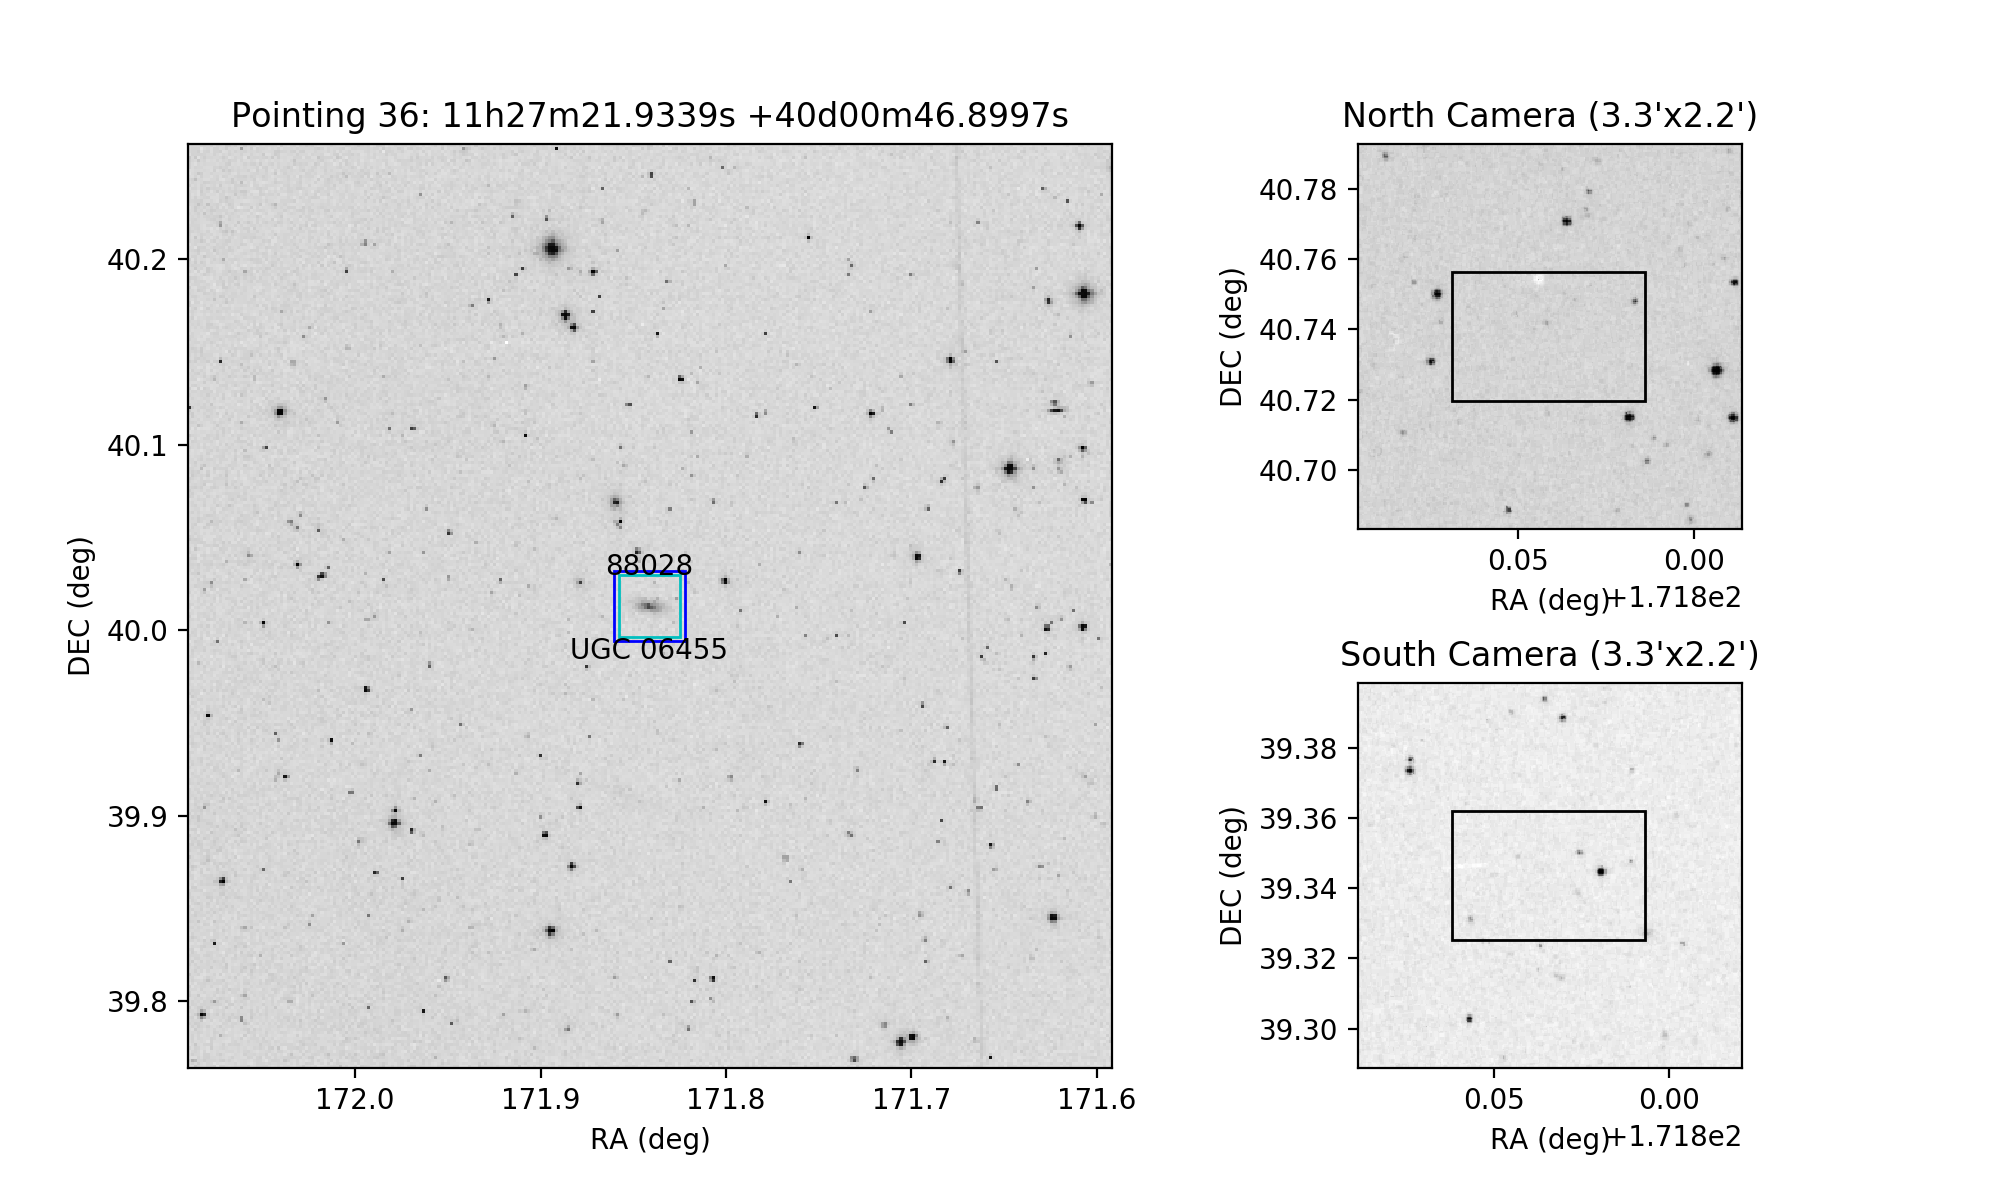 Pointing 36: 11h27m21.9339s +40d00m46.8997s
40.2
40.1
40.0
39.9
39.8
DEC (deg)
88028
UGC 06455
172.0 171.9 171.8 171.7 171.6
RA (deg)
North Camera (3.3'x2.2')
40.78
40.76
40.74
40.72
40.70
DEC (deg)
0.05 0.00
RA (deg) +1.718e2
South Camera (3.3'x2.2')
39.38
39.36
39.34
39.32
39.30
DEC (deg)
0.05 0.00
RA (deg) +1.718e2